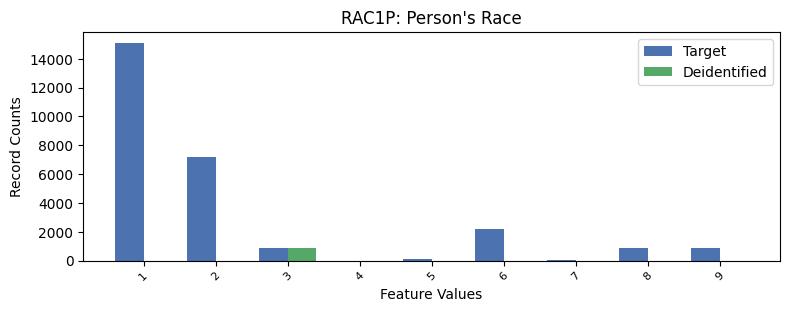 RAC1P: Person's Race
Target
Deidentified
Record Counts
14000
12000
10000
8000
6000
4000
2000
0
1 2 3 4 5 6 7 8 9
Feature Values